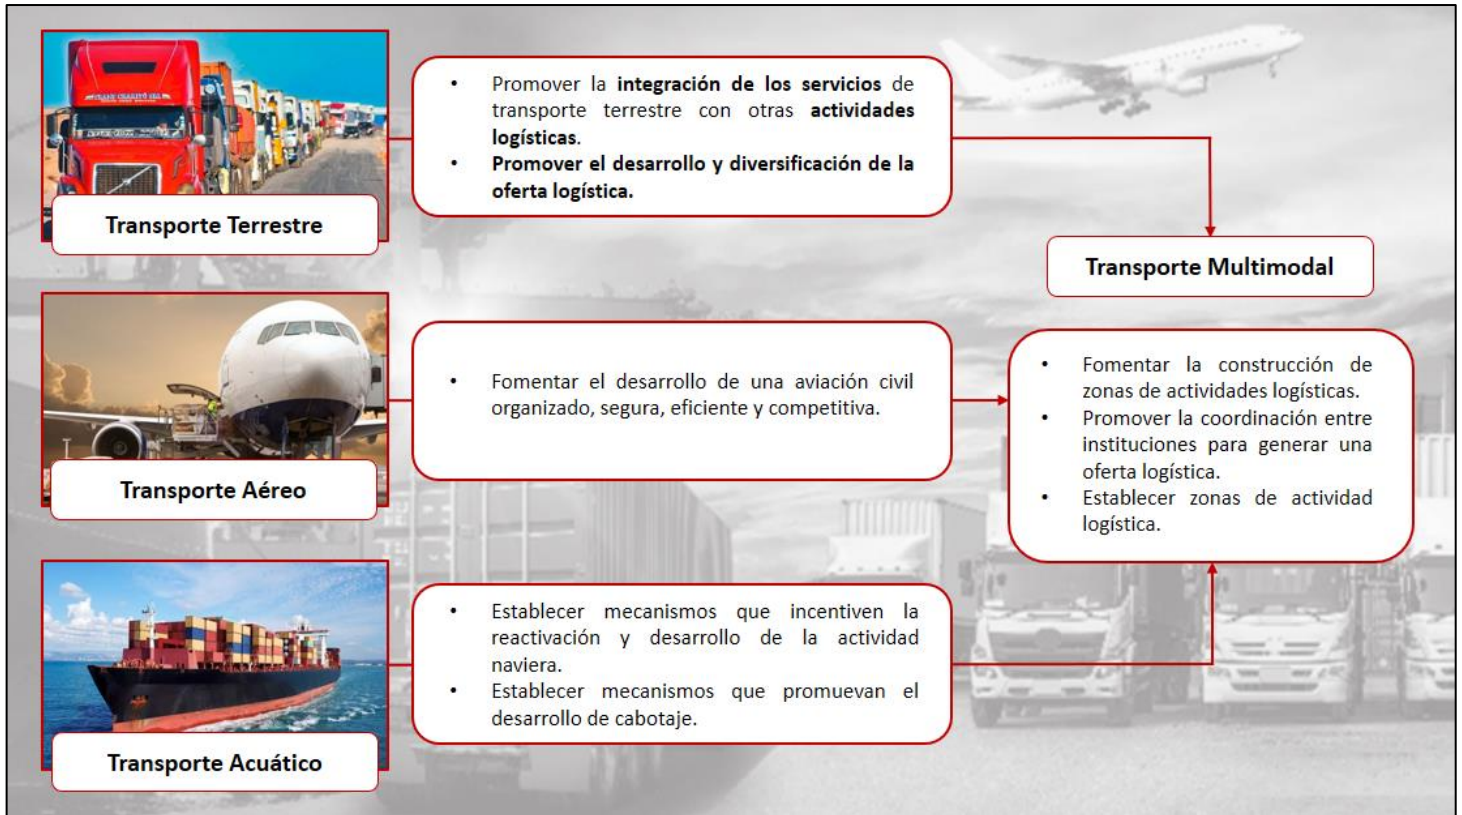 • Promover la integración de los servicios de
transporte terrestre con otras actividades
logísticas.
• Promover el desarrollo y diversificación de la
oferta logística.
Transporte Terrestre
Transporte Multimodal
• Fomentar el desarrollo de una aviación civil
organizado, segura, eficiente y competitiva.
Transporte Aéreo
• Fomentar la construcción de
zonas de actividades logísticas.
• Promover la coordinación entre
instituciones para generar una
oferta logística.
• Establecer zonas de actividad
logística.
• Establecer mecanismos que incentiven la
reactivación y desarrollo de la actividad
naviera.
• Establecer mecanismos que promuevan el
desarrollo de cabotaje.
Transporte Acuático